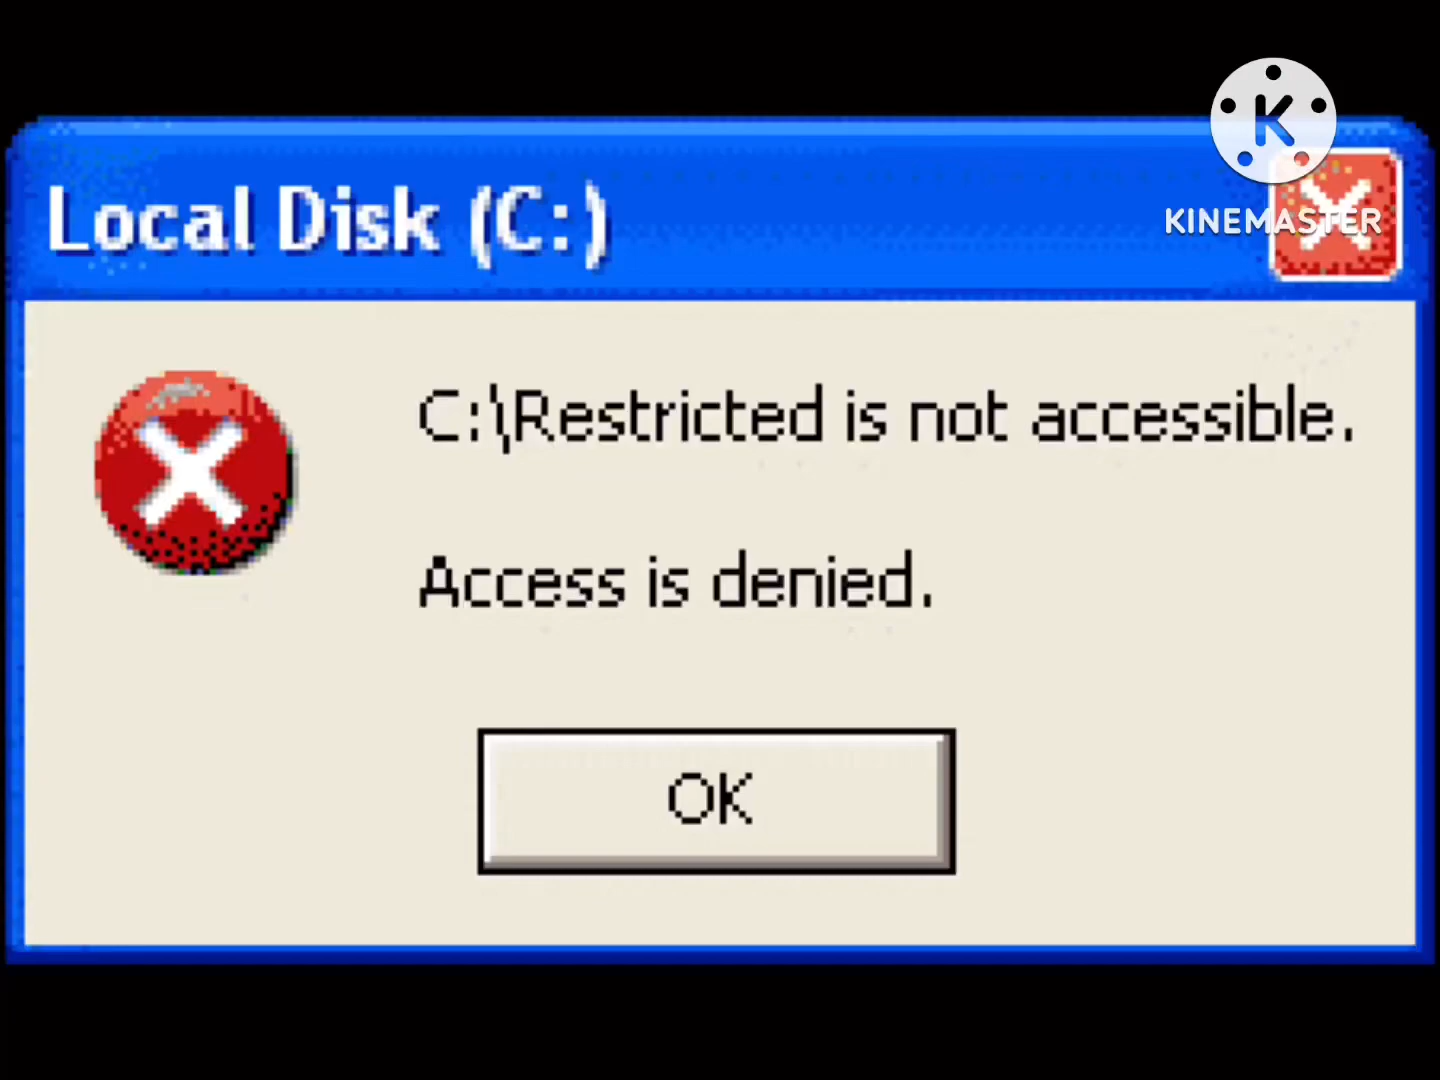 KINEMASTER
Local Disk (C:)
C:\Restricted is not accessible.
Access is denied.
OK